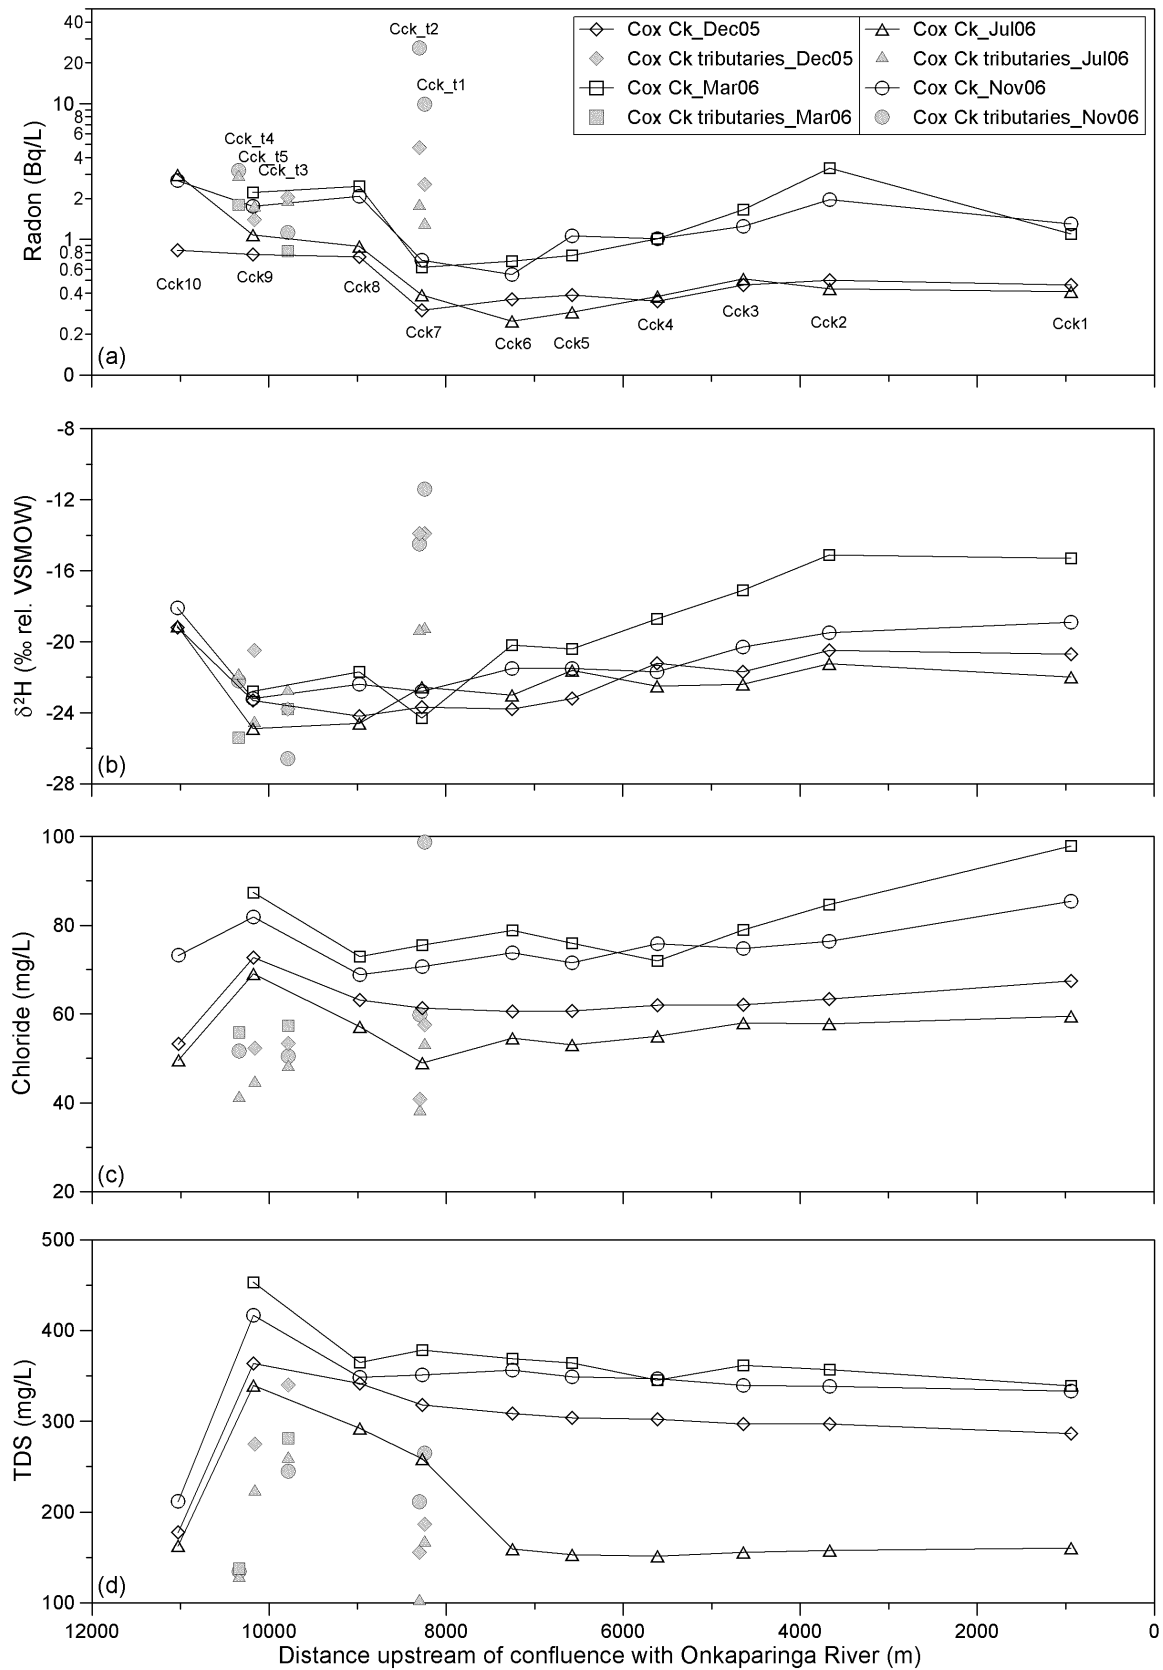 40
20
10
8
6
4
2
1
0.8
0.6
0.4
0.2
0
Radon (Bq/L)
Cox Ck_Dec05
Cox Ck tributaries_Dec05
Cox Ck_Mar06
Cox Ck tributaries_Mar06
Cox Ck_Jul06
Cox Ck tributaries_Jul06
Cox Ck_Nov06
Cox Ck tributaries_Nov06
Cck_t2
Cck_t1
Cck_t4
Cck_t5
Cck_t3
Cck10
Cck9
Cck8
Cck7
Cck6
Cck5
Cck4
Cck3
Cck2
Cck1
(a)
-8
-12
-16
-20
-24
-28
δ²H (‰ rel. VSMOW)
(b)
100
80
60
40
20
Chloride (mg/L)
(c)
500
400
300
200
100
TDS (mg/L)
(d)
12000 10000 8000 6000 4000 2000 0
Distance upstream of confluence with Onkaparinga River (m)